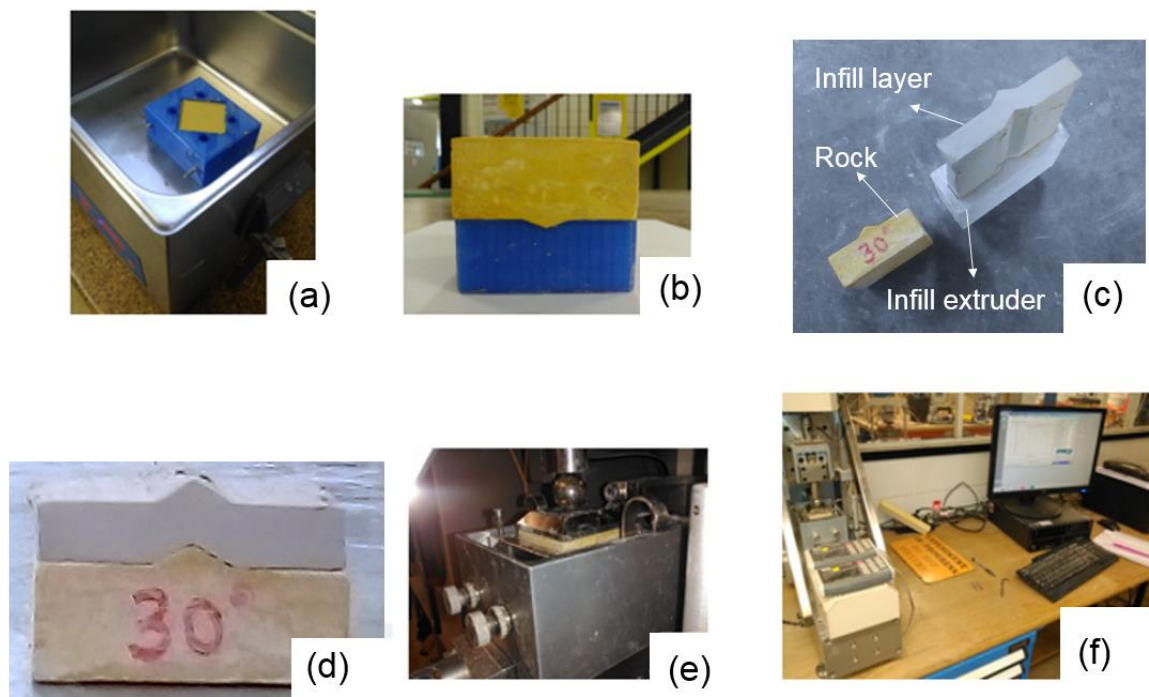 (a)
(b)
Infill layer
Rock
30°
Infill extruder
(c)
30°
(d)
(e)
(f)